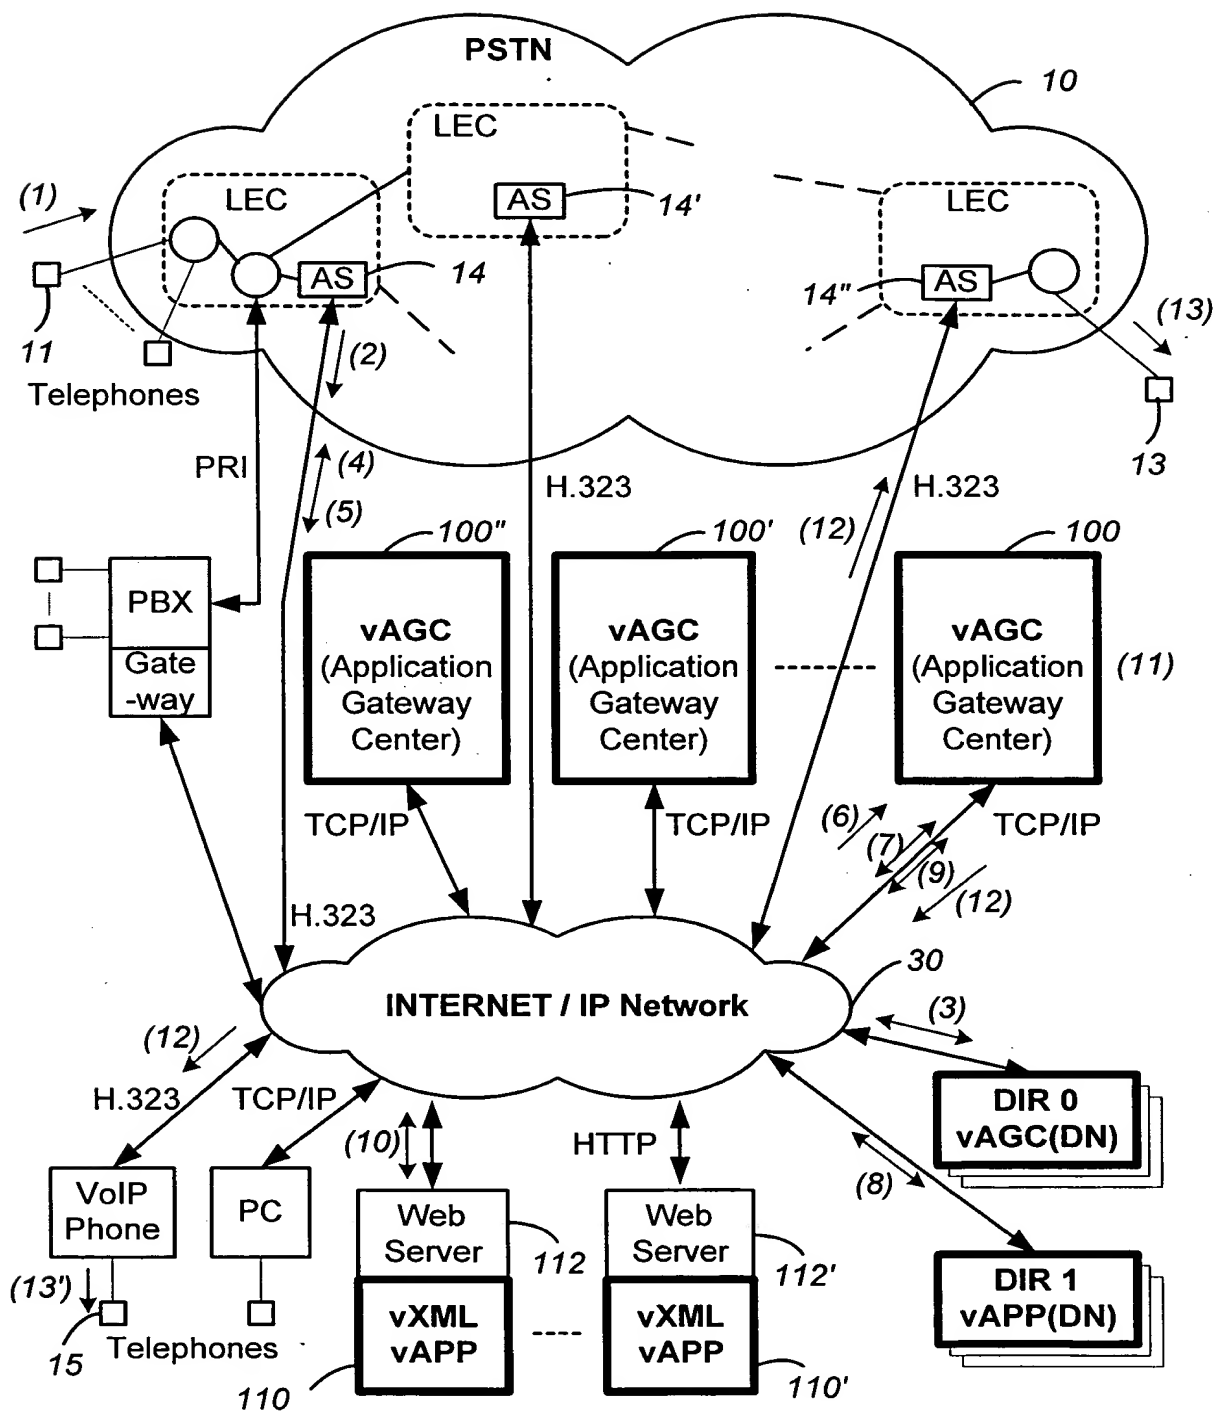 PSTN
10
LEC
AS
14'
(1)
LEC
AS
14
LEC
AS
14"
(13)
11
Telephones
(2)
13
PRI
(4)
(5)
H.323
(12)
H.323
100"
100'
100
PBX
Gate
-way
vAGC
(Application
Gateway
Center)
vAGC
(Application
Gateway
Center)
vAGC
(Application
Gateway
Center)
(11)
TCP/IP
TCP/IP
(6)
(7)
(9)
(12)
TCP/IP
H.323
INTERNET / IP Network
30
(3)
(12)
H.323
TCP/IP
(10)
HTTP
(8)
DIR 0
vAGC(DN)
VoIP
Phone
PC
Web
Server
112
Web
Server
112'
DIR 1
vAPP(DN)
(13')
15
Telephones
vXML
vAPP
110
vXML
vAPP
110'